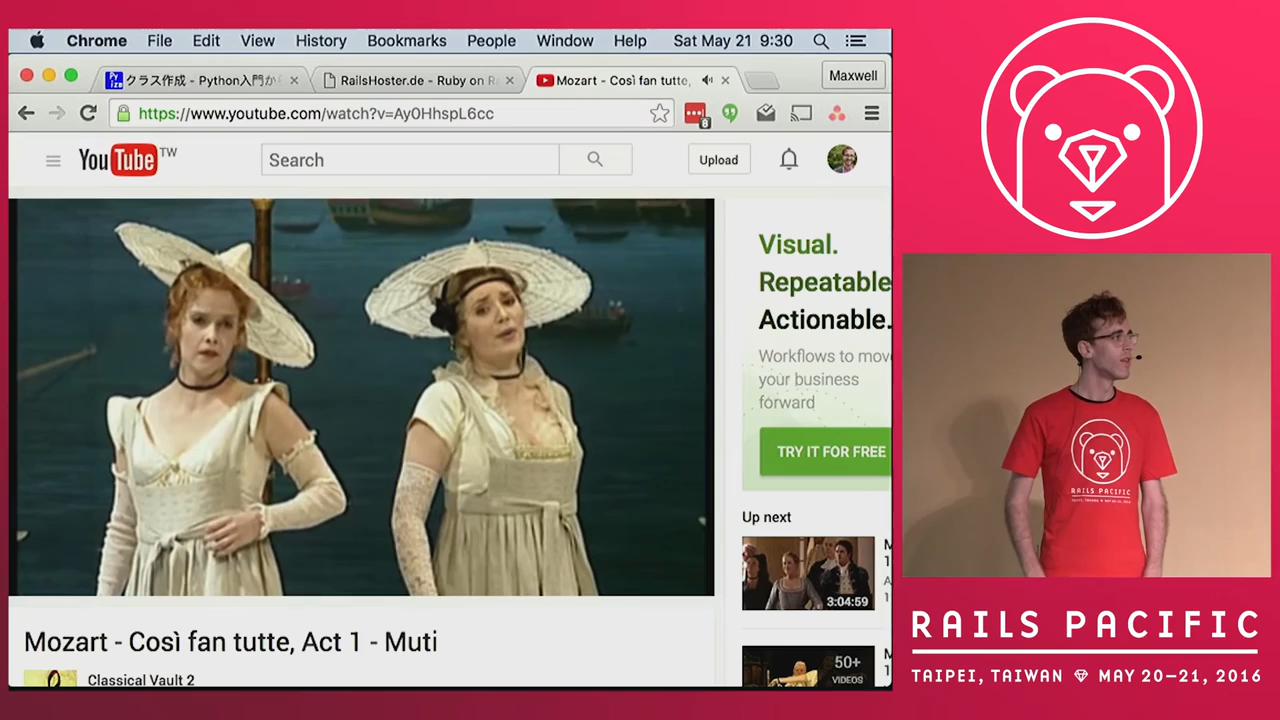 Chrome File Edit View History Bookmarks People Window Help Sat May 21 9:30
クラス作成 - Python入門か
RailsHoster.de - Ruby on R
Mozart - Così fan tutte,
Maxwell
https://www.youtube.com/watch?v=Ay0HhspL6cc
8
YouTube TW
Search
Upload
Visual.
Repeatable
Actionable.
Workflows to mov
your business
forward
TRY IT FOR FREE
Up next
3:04:59
50+
VIDEOS
Mozart - Così fan tutte, Act 1 - Muti
Classical Vault 2
RAILS PACIFIC
RAILS PACIFIC
TAIPEI, TAIWAN MAY 20–21, 2016